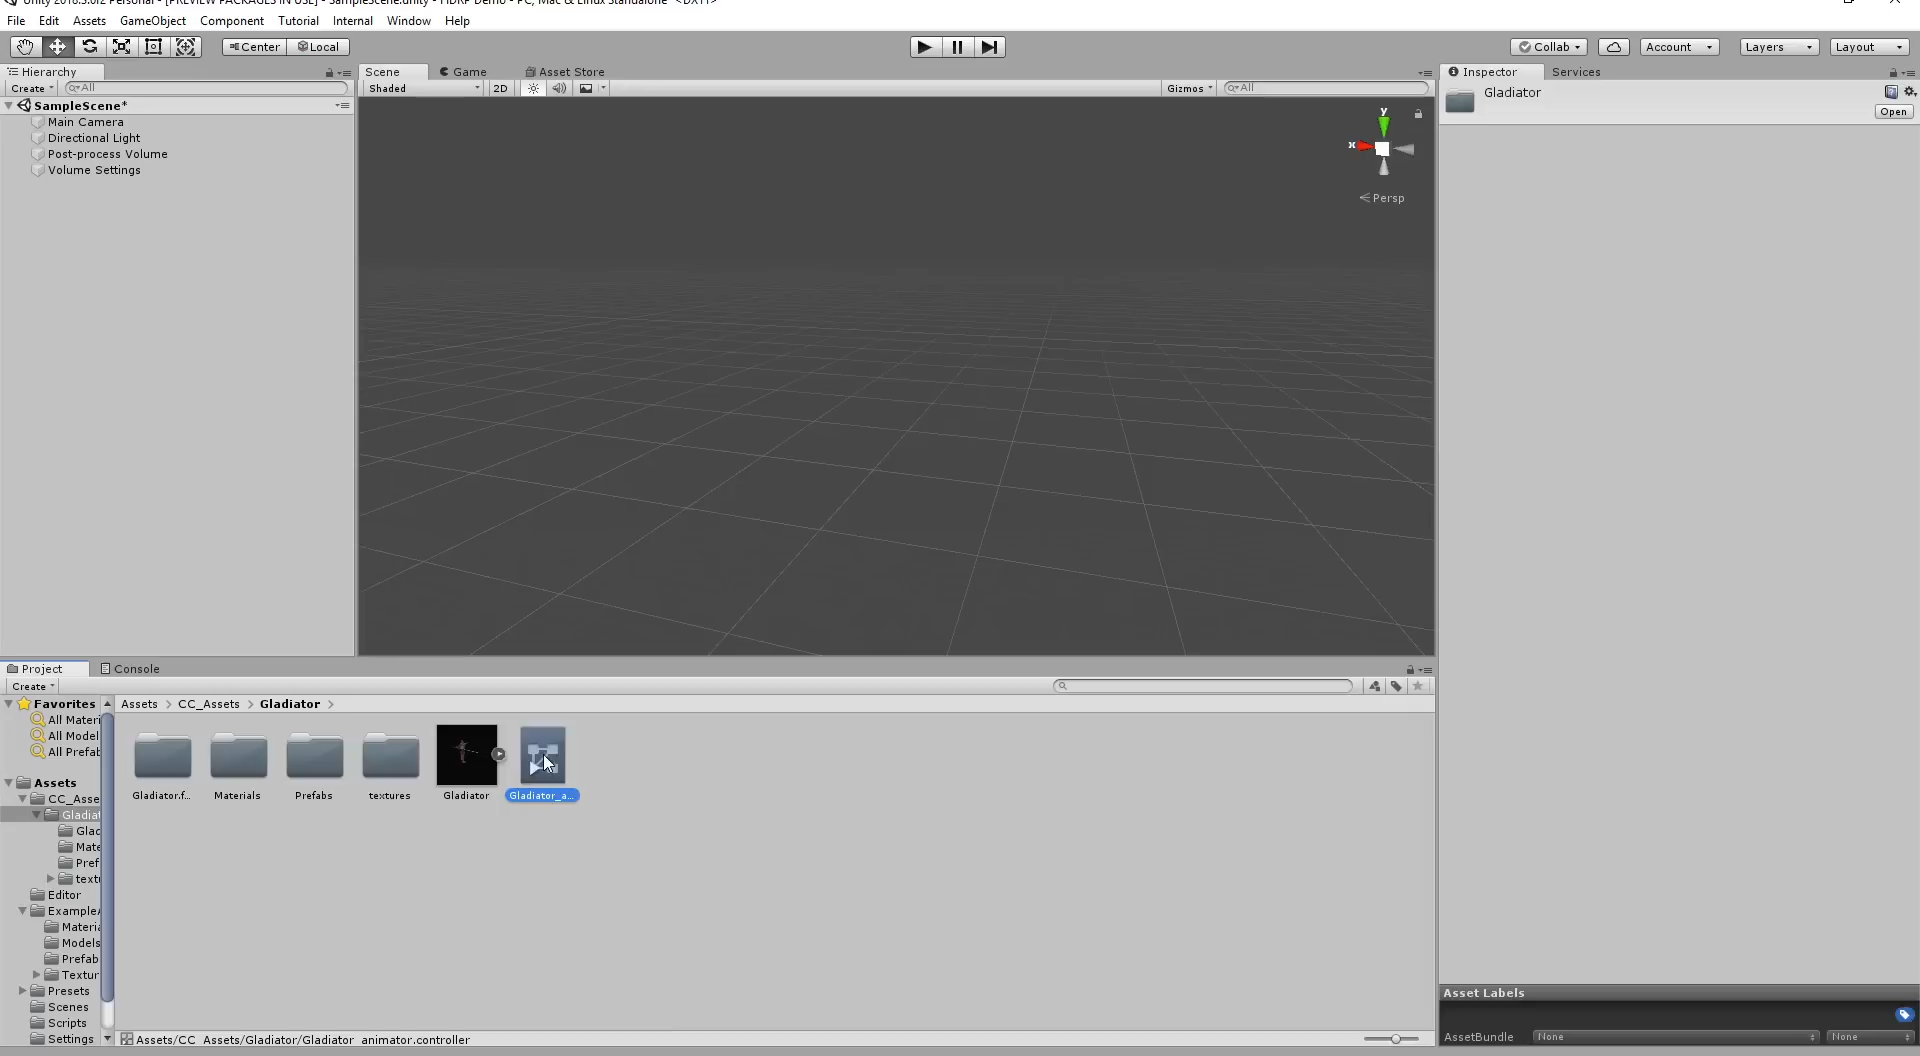 Unity 2018.3.0f2 Personal - [PREVIEW PACKAGES IN USE] - SampleScene.unity - HDRP Demo - PC, Mac & Linux Standalone* <DX11>
File Edit Assets GameObject Component Tutorial Internal Window Help
Center Local Collab Account Layers Layout
Hierarchy
Create All
SampleScene*
Main Camera
Directional Light
Post-process Volume
Volume Settings
Scene Game Asset Store
Shaded 2D Gizmos All
y
x
Persp
Inspector Services
Gladiator
Open
Project Console
Create
Favorites
All Materi
All Model
All Prefab
Assets
CC_Asse
Gladiat
Glad
Mate
Pref
textu
Editor
ExampleA
Materia
Models
Prefab
Textur
Presets
Scenes
Scripts
Settings
Assets CC_Assets Gladiator
Gladiator.f... Materials Prefabs textures Gladiator Gladiator_a...
Assets/CC_Assets/Gladiator/Gladiator_animator.controller
Asset Labels
AssetBundle None None